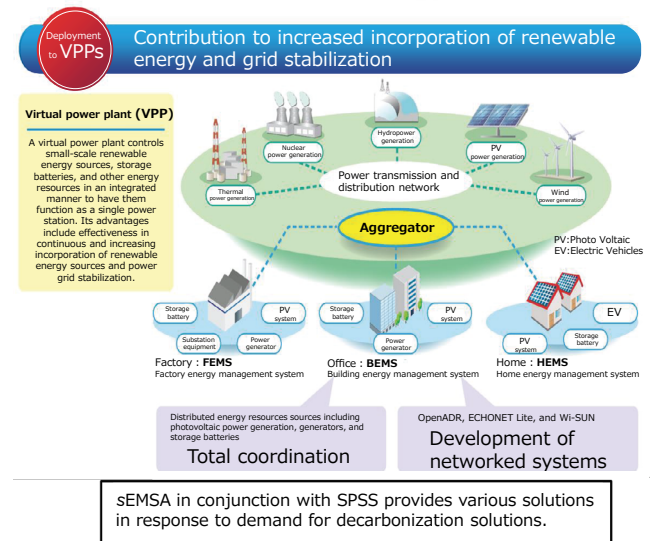 Deployment
to VPPs
Contribution to increased incorporation of renewable
energy and grid stabilization
Virtual power plant (VPP)
A virtual power plant controls
small-scale renewable
energy sources, storage
batteries, and other energy
resources in an integrated
manner to have them
function as a single power
station. Its advantages
include effectiveness in
continuous and increasing
incorporation of renewable
energy sources and power
grid stabilization.
Thermal
power generation
Nuclear
power generation
Hydropower
generation
PV
power generation
Wind
power generation
Power transmission and
distribution network
Aggregator
PV:Photo Voltaic
EV:Electric Vehicles
Storage
battery
PV
system
Substation
equipment
Power
generator
Factory : FEMS
Factory energy management system
Storage
battery
PV
system
Power
generator
Office : BEMS
Building energy management system
EV
PV
system
Storage
battery
Home : HEMS
Home energy management system
Distributed energy resources sources including
photovoltaic power generation, generators, and
storage batteries
Total coordination
OpenADR, ECHONET Lite, and Wi-SUN
Development of
networked systems
sEMSA in conjunction with SPSS provides various solutions
in response to demand for decarbonization solutions.